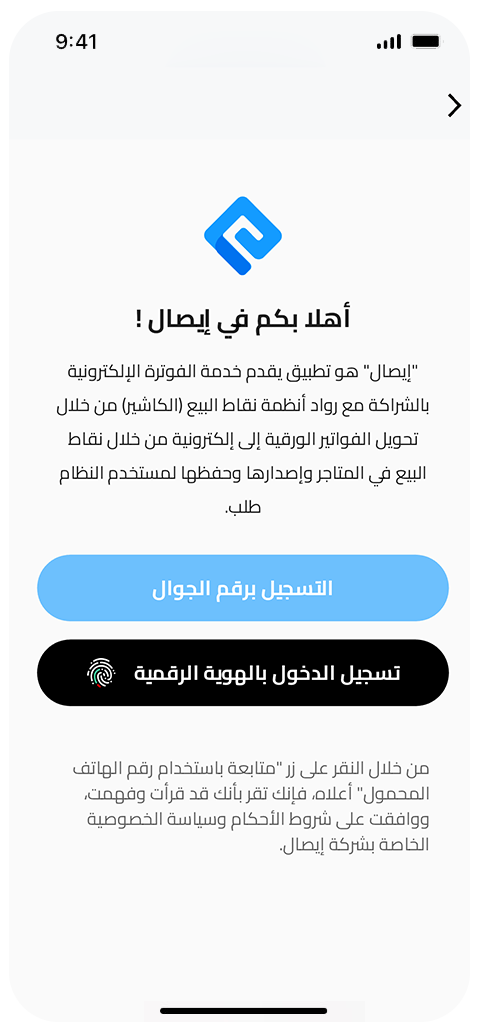 9:41
أهلا بكم في إيصال !
"إيصال" هو تطبيق يقدم خدمة الفوترة الإلكترونية
بالشراكة مع رواد أنظمة نقاط البيع (الكاشير) من خلال
تحويل الفواتير الورقية إلى إلكترونية من خلال نقاط
البيع في المتاجر وإصدارها وحفظها لمستخدم النظام
طلب.
التسجيل برقم الجوال
تسجيل الدخول بالهوية الرقمية
من خلال النقر على زر "متابعة باستخدام رقم الهاتف
المحمول" أعلاه، فإنك تقر بأنك قد قرأت وفهمت،
ووافقت على شروط الأحكام وسياسة الخصوصية
الخاصة بشركة إيصال.